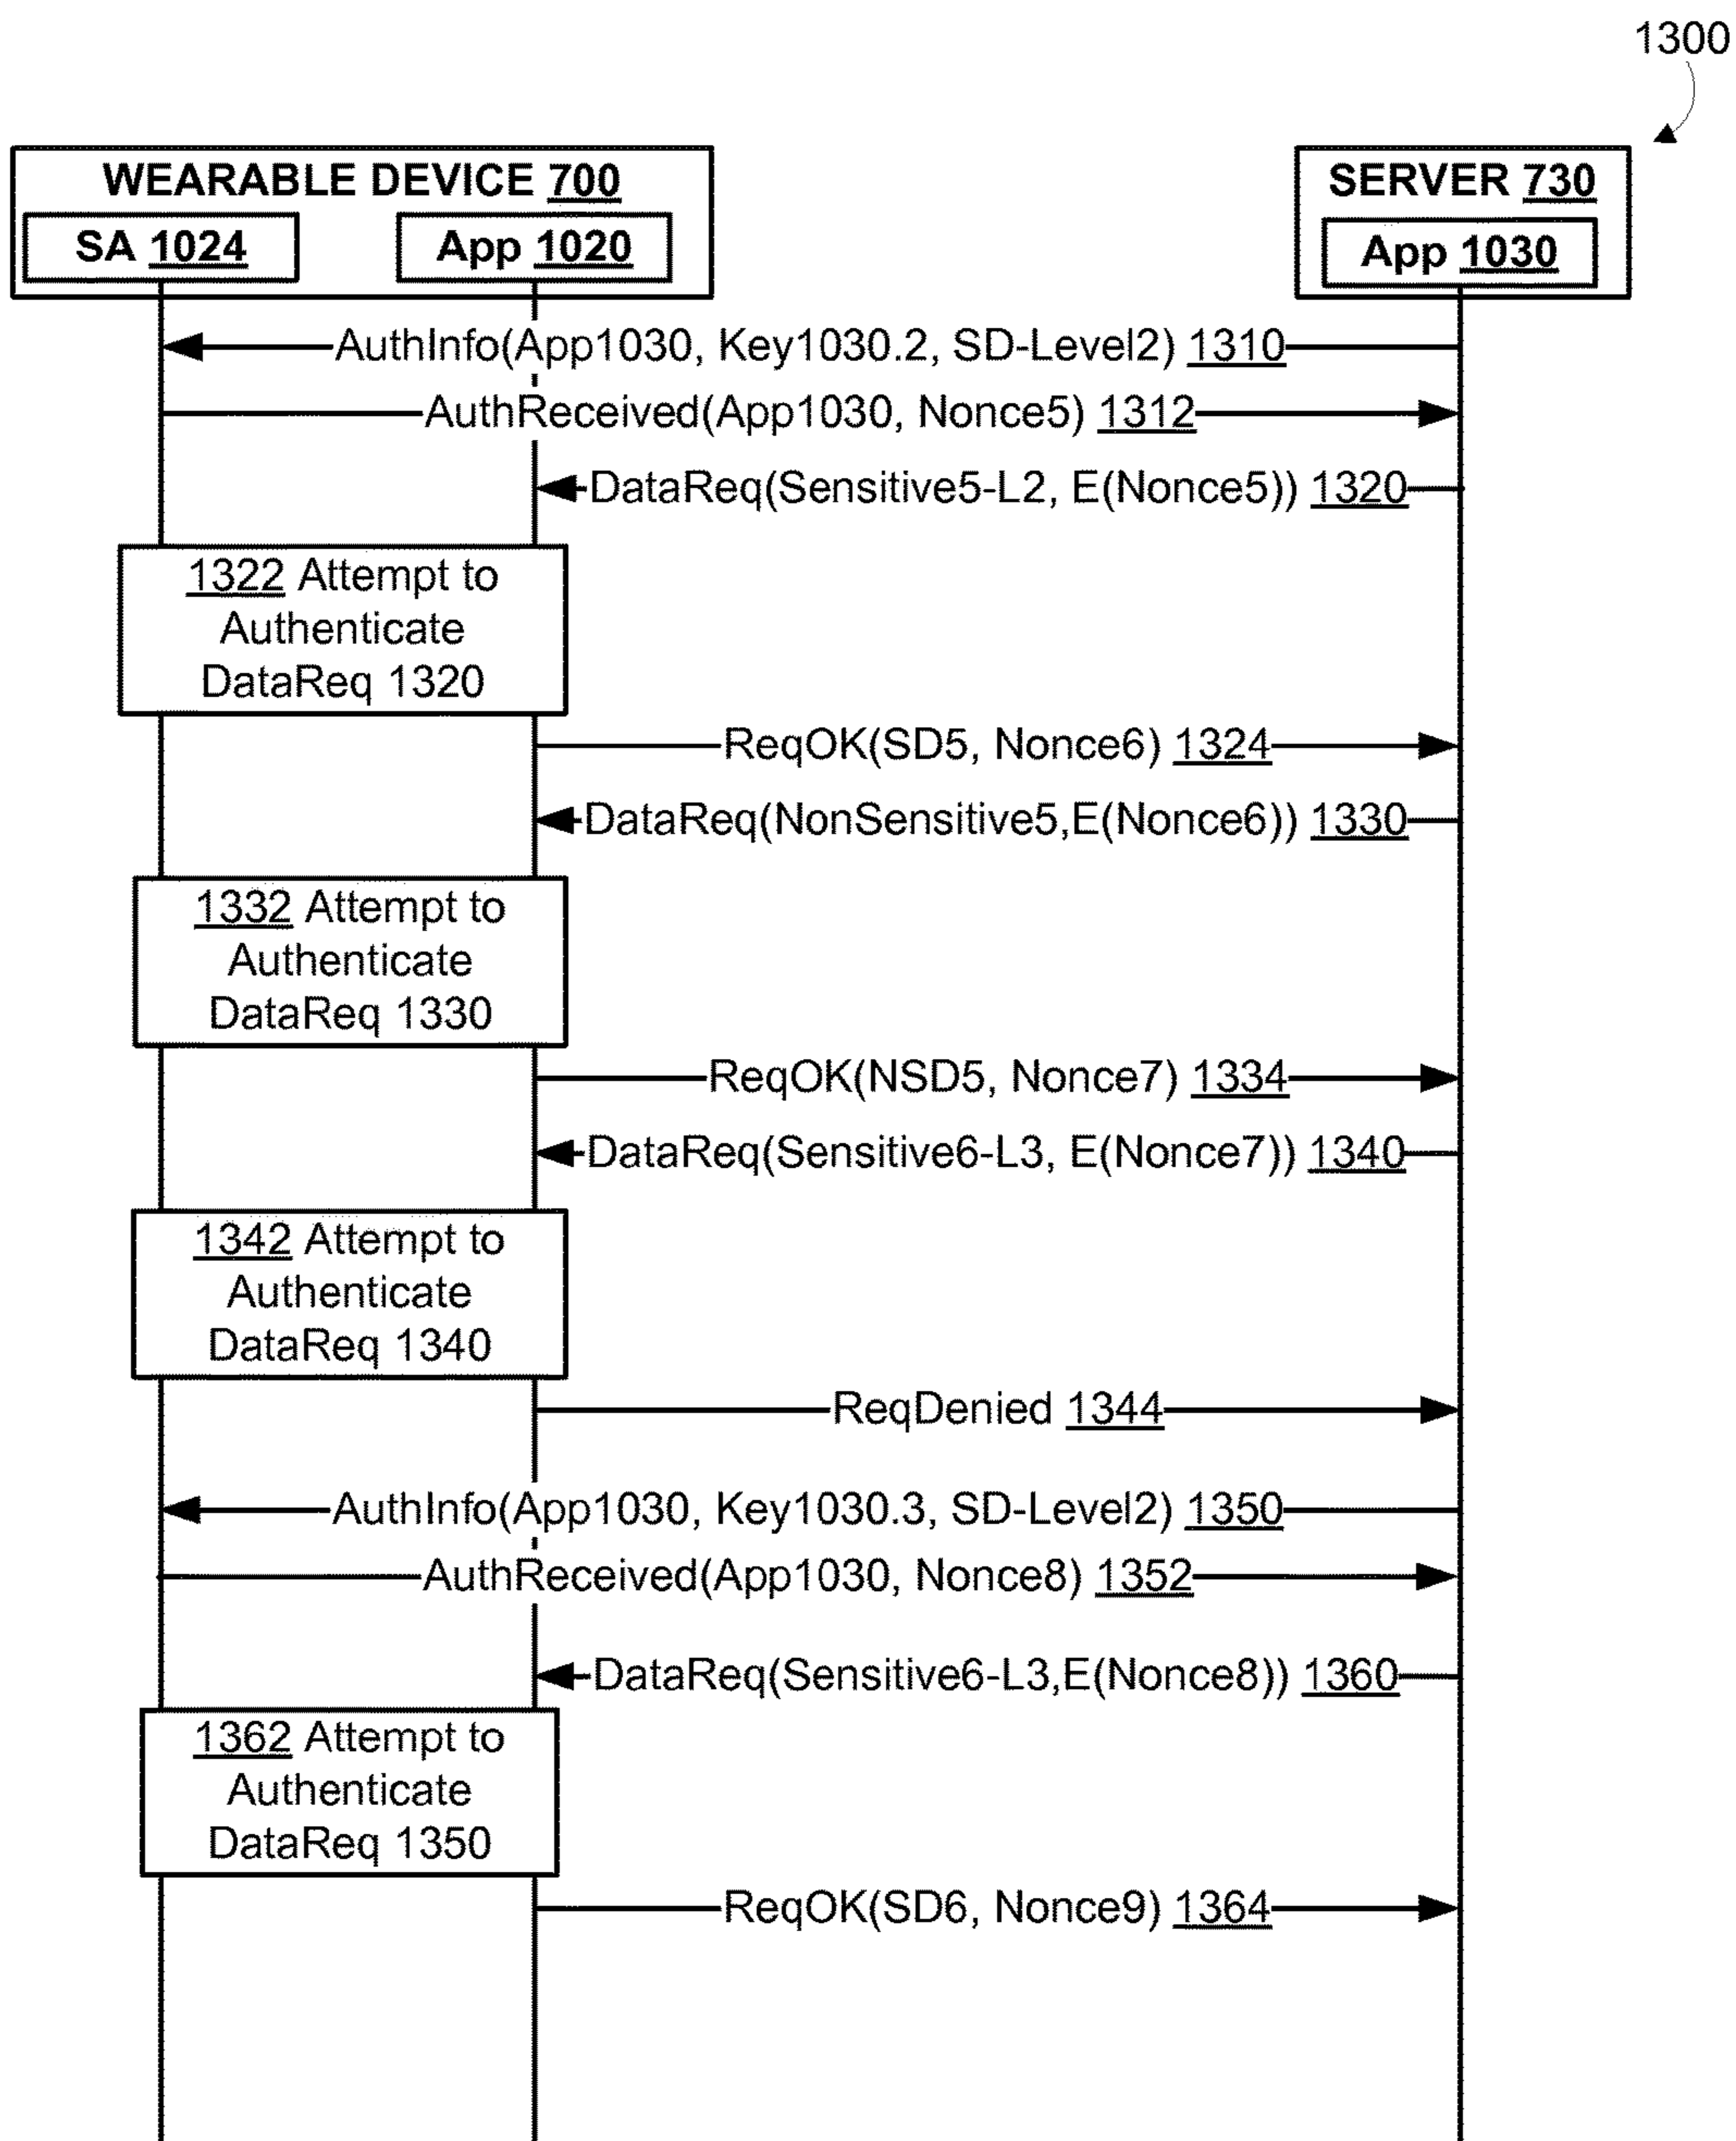 1300
WEARABLE DEVICE 700
SERVER 730
SA 1024
App 1020
App 1030
AuthInfo(App1030, Key1030.2, SD-Level2) 1310
AuthReceived(App1030, Nonce5) 1312
DataReq(Sensitive5-L2, E(Nonce5)) 1320
1322 Attempt to
Authenticate
DataReq 1320
ReqOK(SD5, Nonce6) 1324
DataReq(NonSensitive5,E(Nonce6)) 1330
1332 Attempt to
Authenticate
DataReq 1330
ReqOK(NSD5, Nonce7) 1334
DataReq(Sensitive6-L3, E(Nonce7)) 1340
1342 Attempt to
Authenticate
DataReq 1340
ReqDenied 1344
AuthInfo(App1030, Key1030.3, SD-Level2) 1350
AuthReceived(App1030, Nonce8) 1352
DataReq(Sensitive6-L3,E(Nonce8)) 1360
1362 Attempt to
Authenticate
DataReq 1350
ReqOK(SD6, Nonce9) 1364